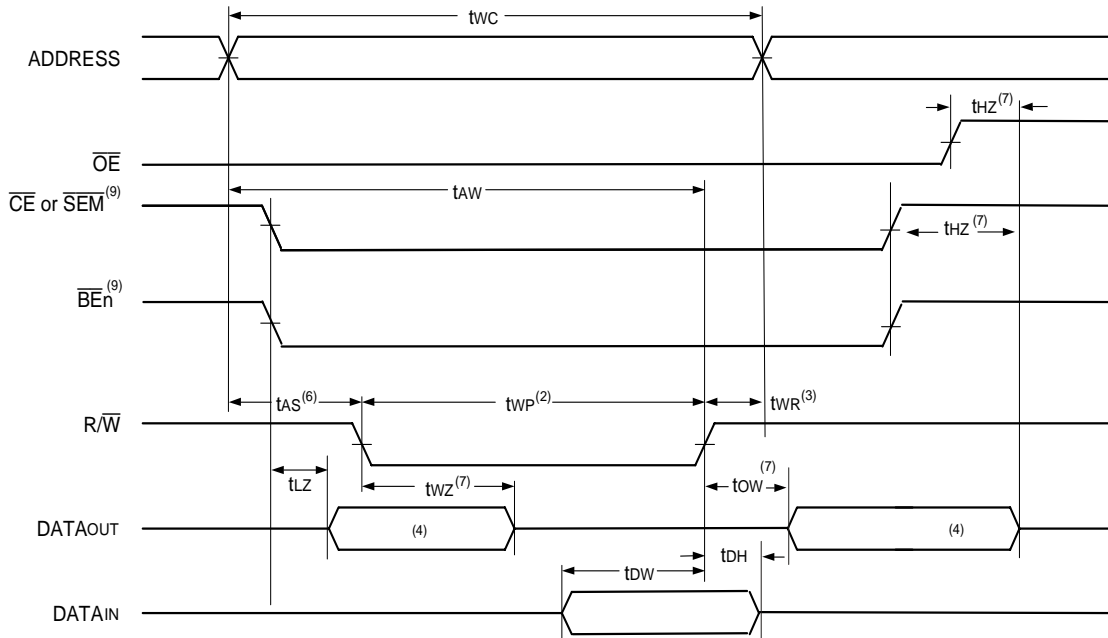 tWC
ADDRESS
tHZ(7)
OE
tAW
CE or SEM(9)
tHZ(7)
BEn(9)
tAS(6) tWP(2) tWR(3)
R/W
tLZ tWZ(7) tOW(7)
DATAOUT (4) (4)
tDW tDH
DATAIN